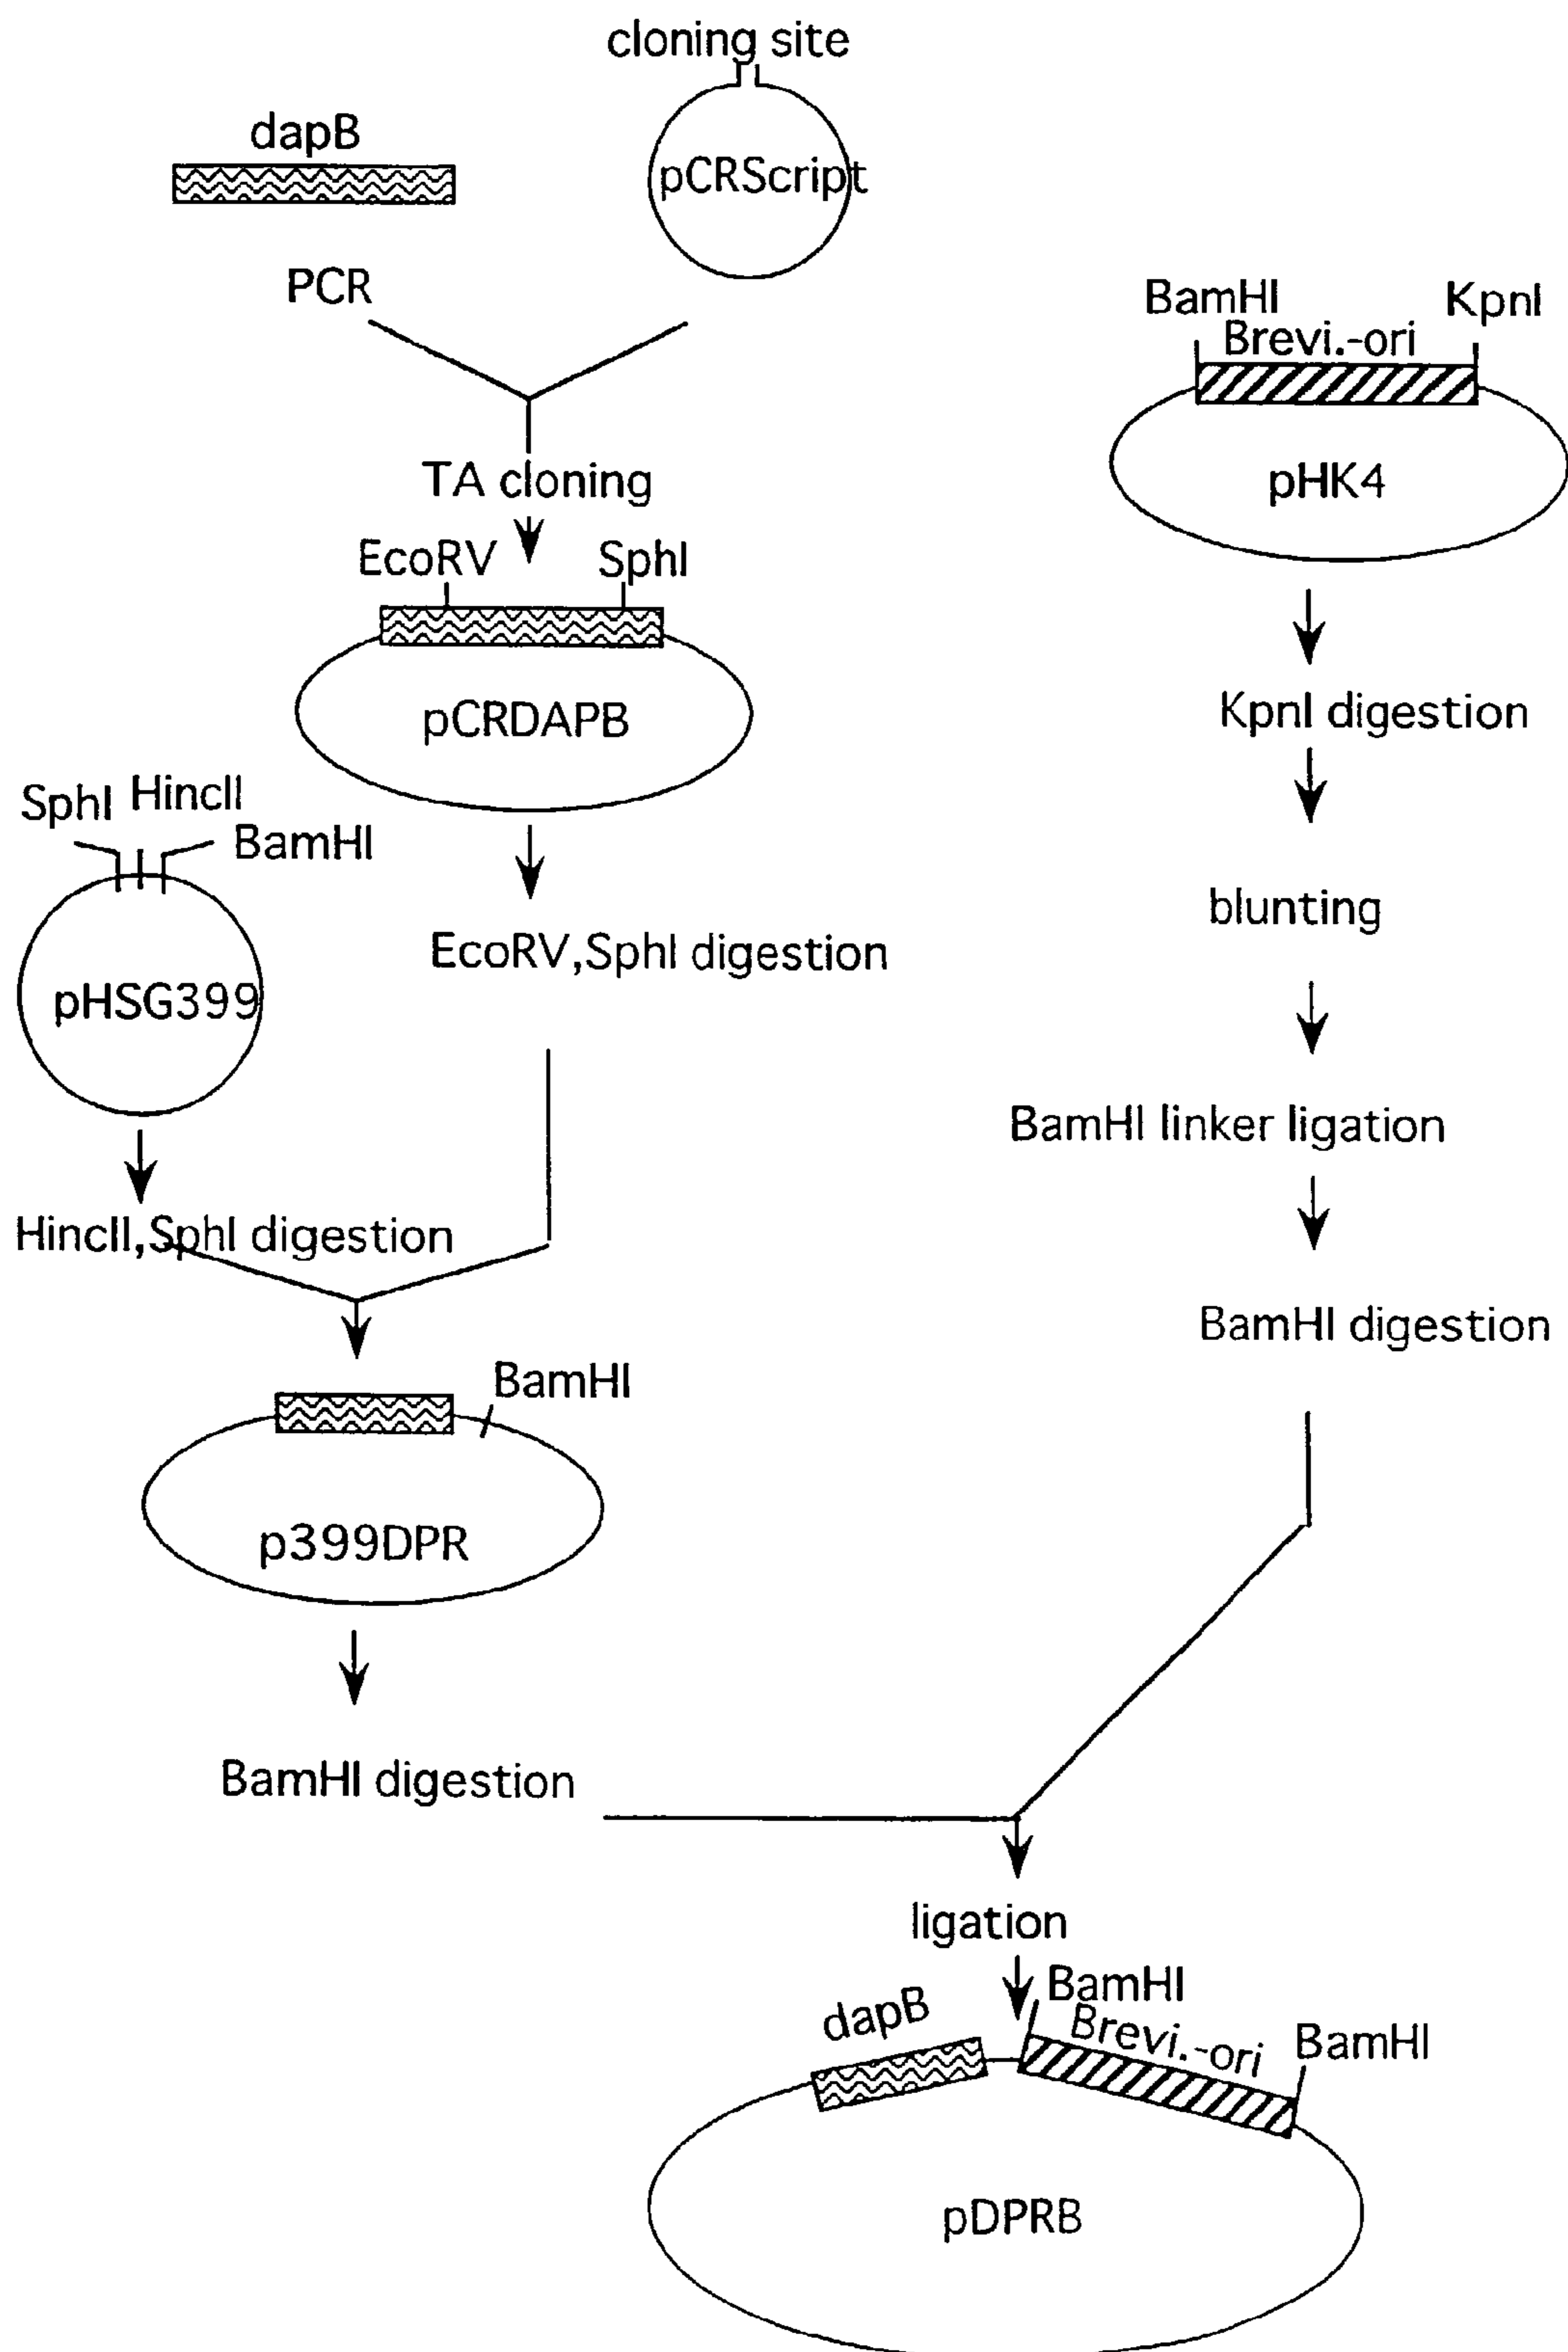 cloning site
dapB
pCRScript
PCR
BamHI
KpnI
Brevi.-ori
pHK4
TA cloning
EcoRV
SphI
pCRDAPB
KpnI digestion
SphI
HincII
BamHI
pHSG399
EcoRV,SphI digestion
blunting
BamHI linker ligation
HincII,SphI digestion
BamHI digestion
BamHI
p399DPR
BamHI digestion
ligation
BamHI
dapB
Brevi.-ori
BamHI
pDPRB